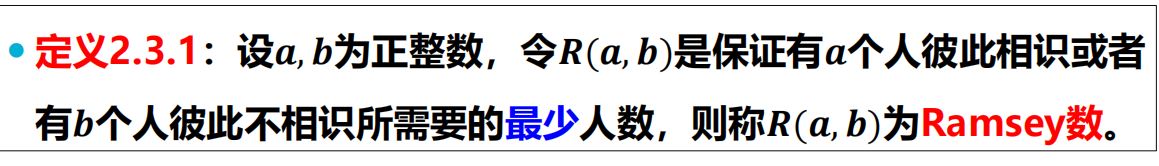 • 定义2.3.1：设a, b为正整数，令R(a, b)是保证有a个人彼此相识或者
有b个人彼此不相识所需要的最少人数，则称R(a, b)为Ramsey数。